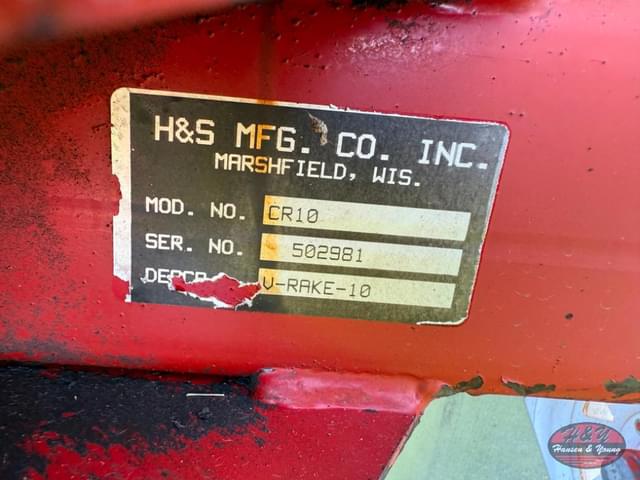 H&S MFG. CO. INC.
MARSHFIELD, WIS.
MOD. NO. CR10
SER. NO. 502981
V-RAKE-10
H&Y
Hansen & Young